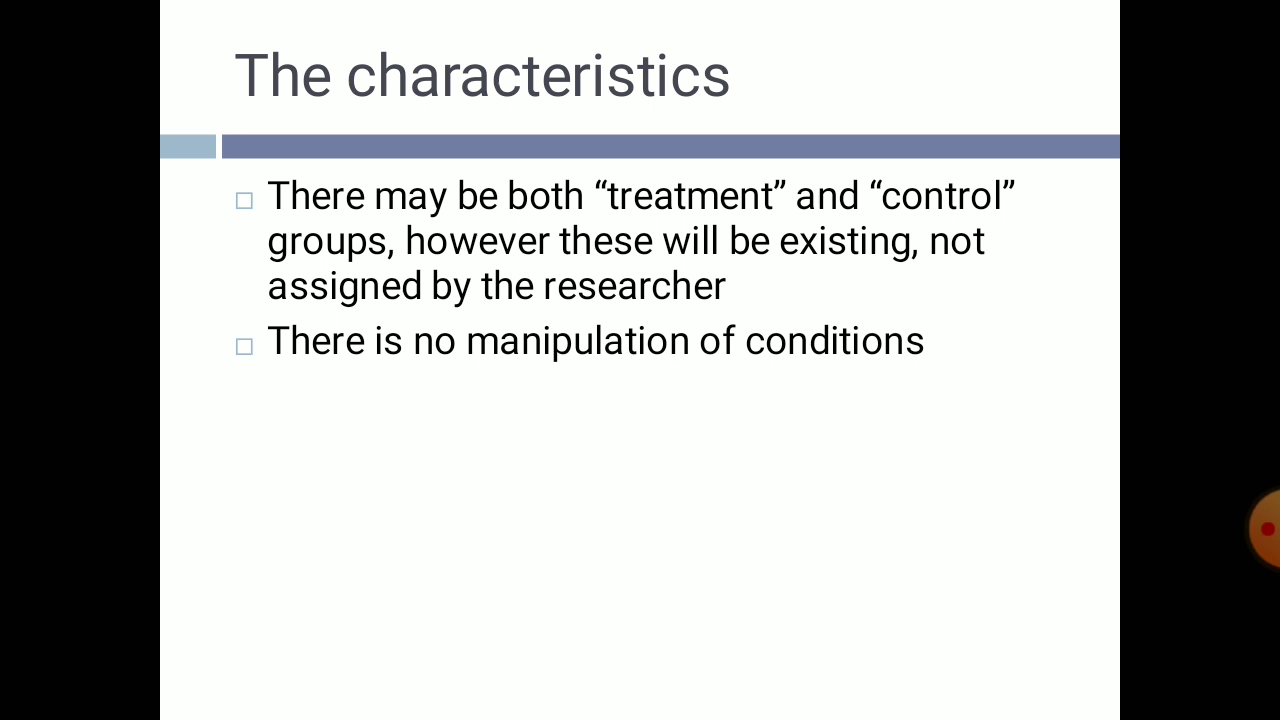 The characteristics
There may be both “treatment” and “control”
groups, however these will be existing, not
assigned by the researcher
There is no manipulation of conditions